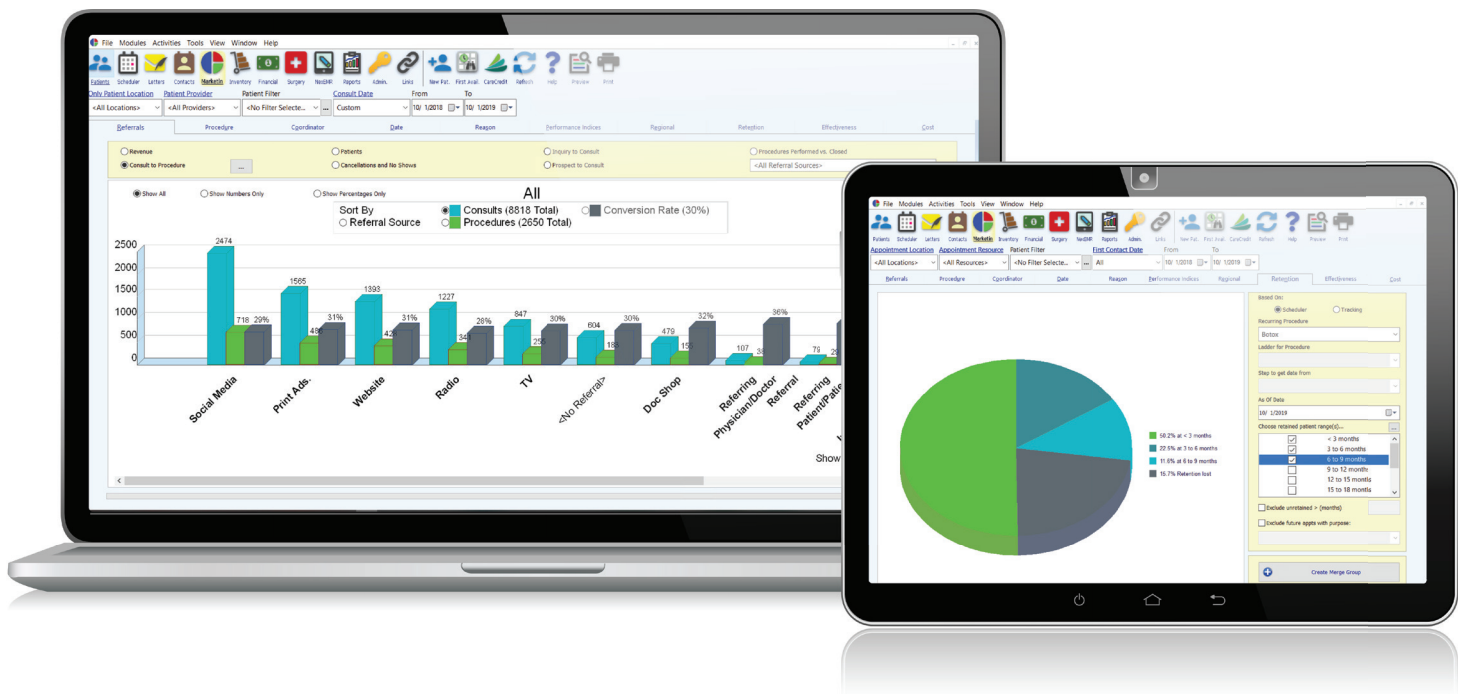 File Modules Activities Tools View Window Help
Patients Scheduler Letters Contacts Marketin Inventory Financial Surgery NexEMR Reports Admin. Links New Pat. First Avail. CareCredit Refresh Help Preview Print
Only Patient Location Patient Provider Patient Filter Consult Date From To
<All Locations> <All Providers> <No Filter Selecte... ... Custom 10/ 1/2018 10/ 1/2019
Referrals Procedure Coordinator Date Reason Performance Indices Regional Retention Effectiveness Cost
Revenue Patients Inquiry to Consult Procedures Performed vs. Closed
Consult to Procedure ... Cancellations and No Shows Prospect to Consult <All Referral Sources>
Show All Show Numbers Only Show Percentages Only
All
Sort By Consults (8818 Total) Conversion Rate (30%)
Referral Source Procedures (2650 Total)
2500
2000
1500
1000
500
0
2474 718 29%
1565 31%
1393 31%
1227 28%
847 30%
604 30%
479 32%
107 36%
79
Social Media
Print Ads.
Website
Radio
TV
<No Referral>
Doc Shop
Referring Physician/Doctor Referral
Referring
Show
File Modules Activities Tools View Window Help
Patients Scheduler Letters Contacts Marketin Inventory Financial Surgery NexEMR Reports Admin. Links New Pat. First Avail. CareCredit Refresh Help Preview Print
Appointment Location Appointment Resource Patient Filter First Contact Date From To
<All Locations> <All Resources> <No Filter Selecte... ... All 10/ 1/2018 10/ 1/2019
Referrals Procedure Coordinator Date Reason Performance Indices Regional Retention Effectiveness Cost
50.2% at < 3 months
22.5% at 3 to 6 months
11.6% at 6 to 9 months
15.7% Retention lost
Based On:
Scheduler Tracking
Recurring Procedure
Botox
Ladder for Procedure
Step to get data from
As Of Date
10/ 1/2019
Choose retained patient range(s)... ...
< 3 months
3 to 6 months
6 to 9 months
9 to 12 months
12 to 15 months
15 to 18 months
Exclude unretained > (months)
Exclude future appts with purpose:
Create Merge Group